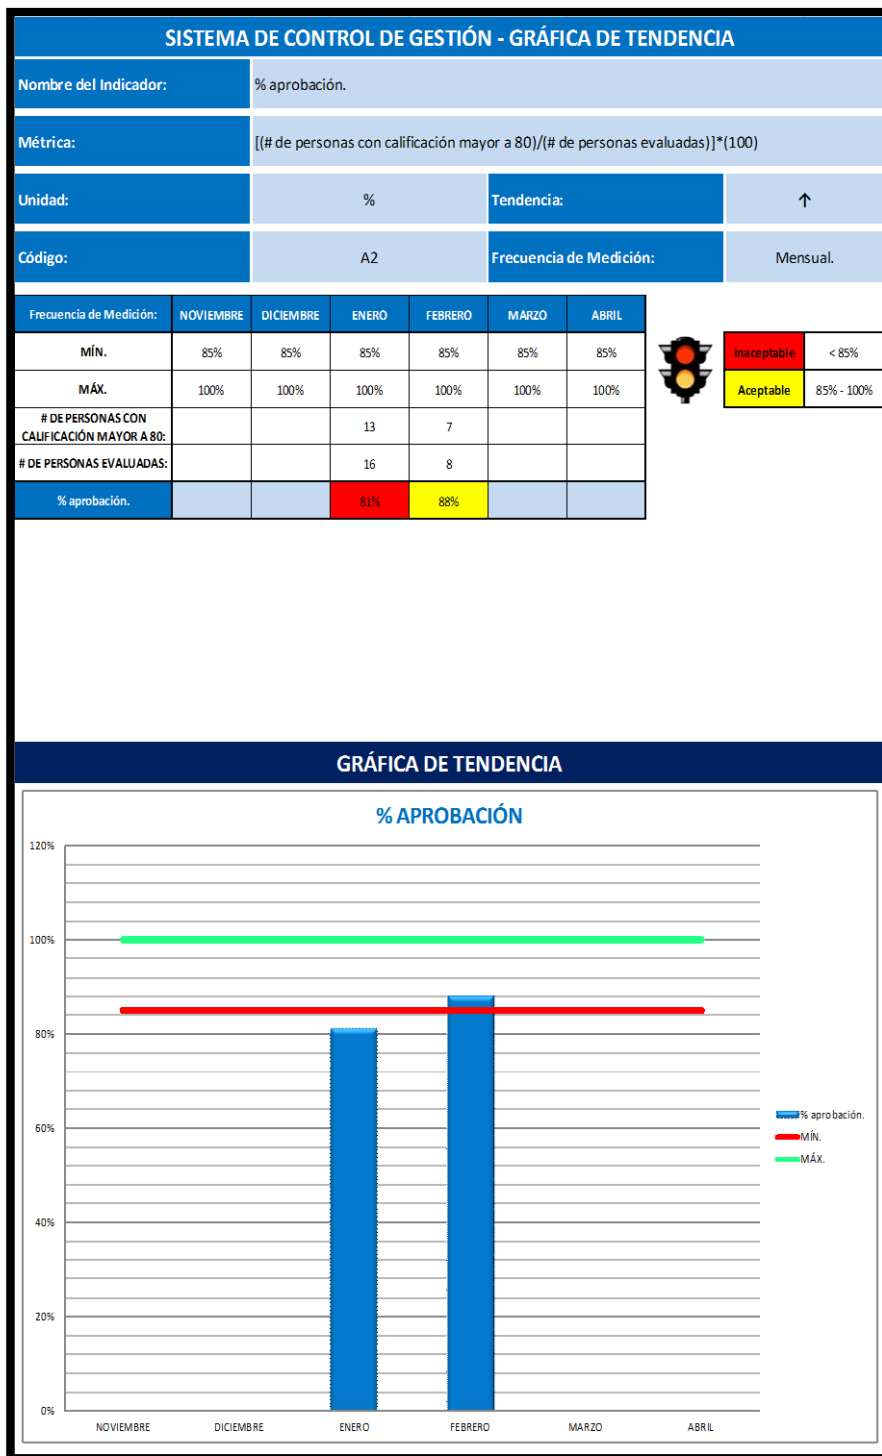 SISTEMA DE CONTROL DE GESTIÓN - GRÁFICA DE TENDENCIA
Nombre del Indicador: % aprobación.
Métrica: [(# de personas con calificación mayor a 80)/(# de personas evaluadas)]*(100)
Unidad: % Tendencia: ↑
Código: A2 Frecuencia de Medición: Mensual.
Frecuencia de Medición: NOVIEMBRE DICIEMBRE ENERO FEBRERO MARZO ABRIL
MÍN. 85% 85% 85% 85% 85% 85% Inaceptable < 85%
MÁX. 100% 100% 100% 100% 100% 100% Aceptable 85% - 100%
# DE PERSONAS CON
CALIFICACIÓN MAYOR A 80: 13 7
# DE PERSONAS EVALUADAS: 16 8
% aprobación. 81% 88%
GRÁFICA DE TENDENCIA
% APROBACIÓN
120%
100%
80%
60%
40%
20%
0%
NOVIEMBRE DICIEMBRE ENERO FEBRERO MARZO ABRIL
% aprobación.
MÍN.
MÁX.